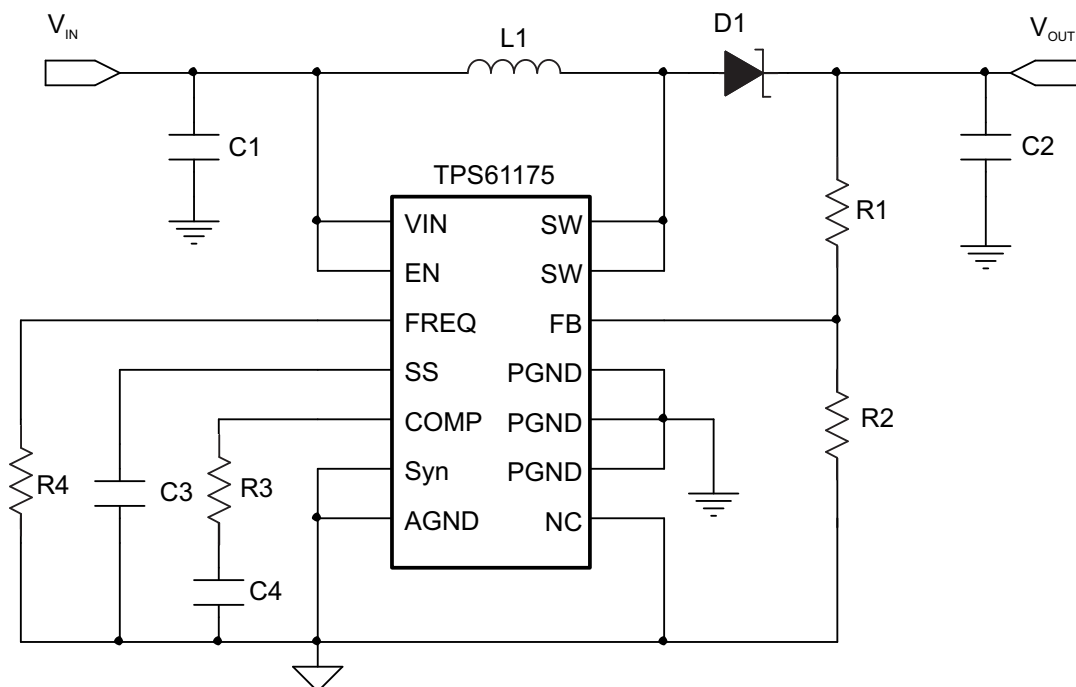 VIN
L1
D1
VOUT
C1
C2
TPS61175
VIN
SW
R1
EN
SW
FREQ
FB
SS
PGND
COMP
PGND
R2
Syn
PGND
R4
C3
R3
AGND
NC
C4